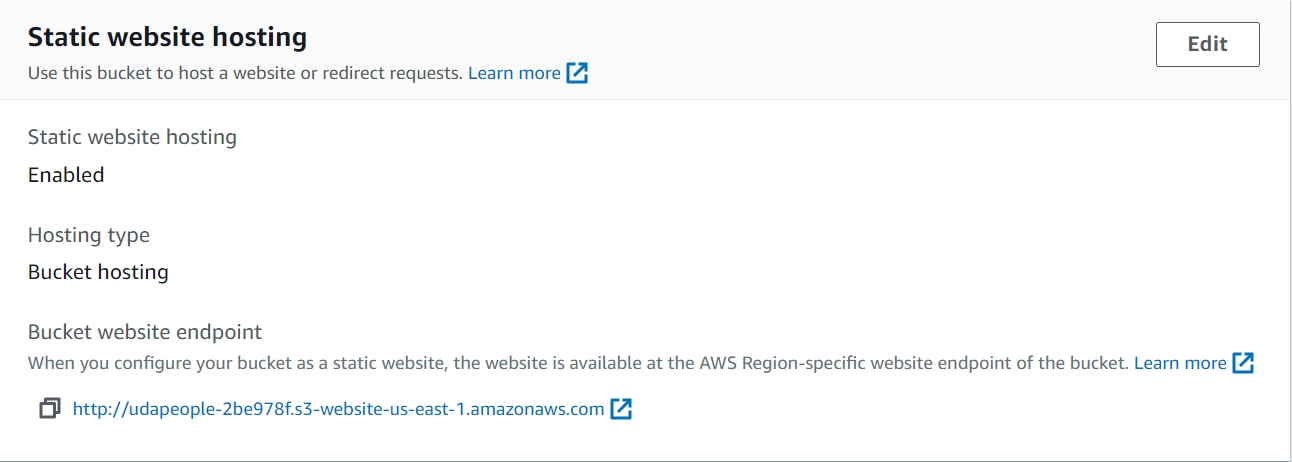 Static website hosting
Edit
Use this bucket to host a website or redirect requests. Learn more
Static website hosting
Enabled
Hosting type
Bucket hosting
Bucket website endpoint
When you configure your bucket as a static website, the website is available at the AWS Region-specific website endpoint of the bucket. Learn more
http://udapeople-2be978f.s3-website-us-east-1.amazonaws.com